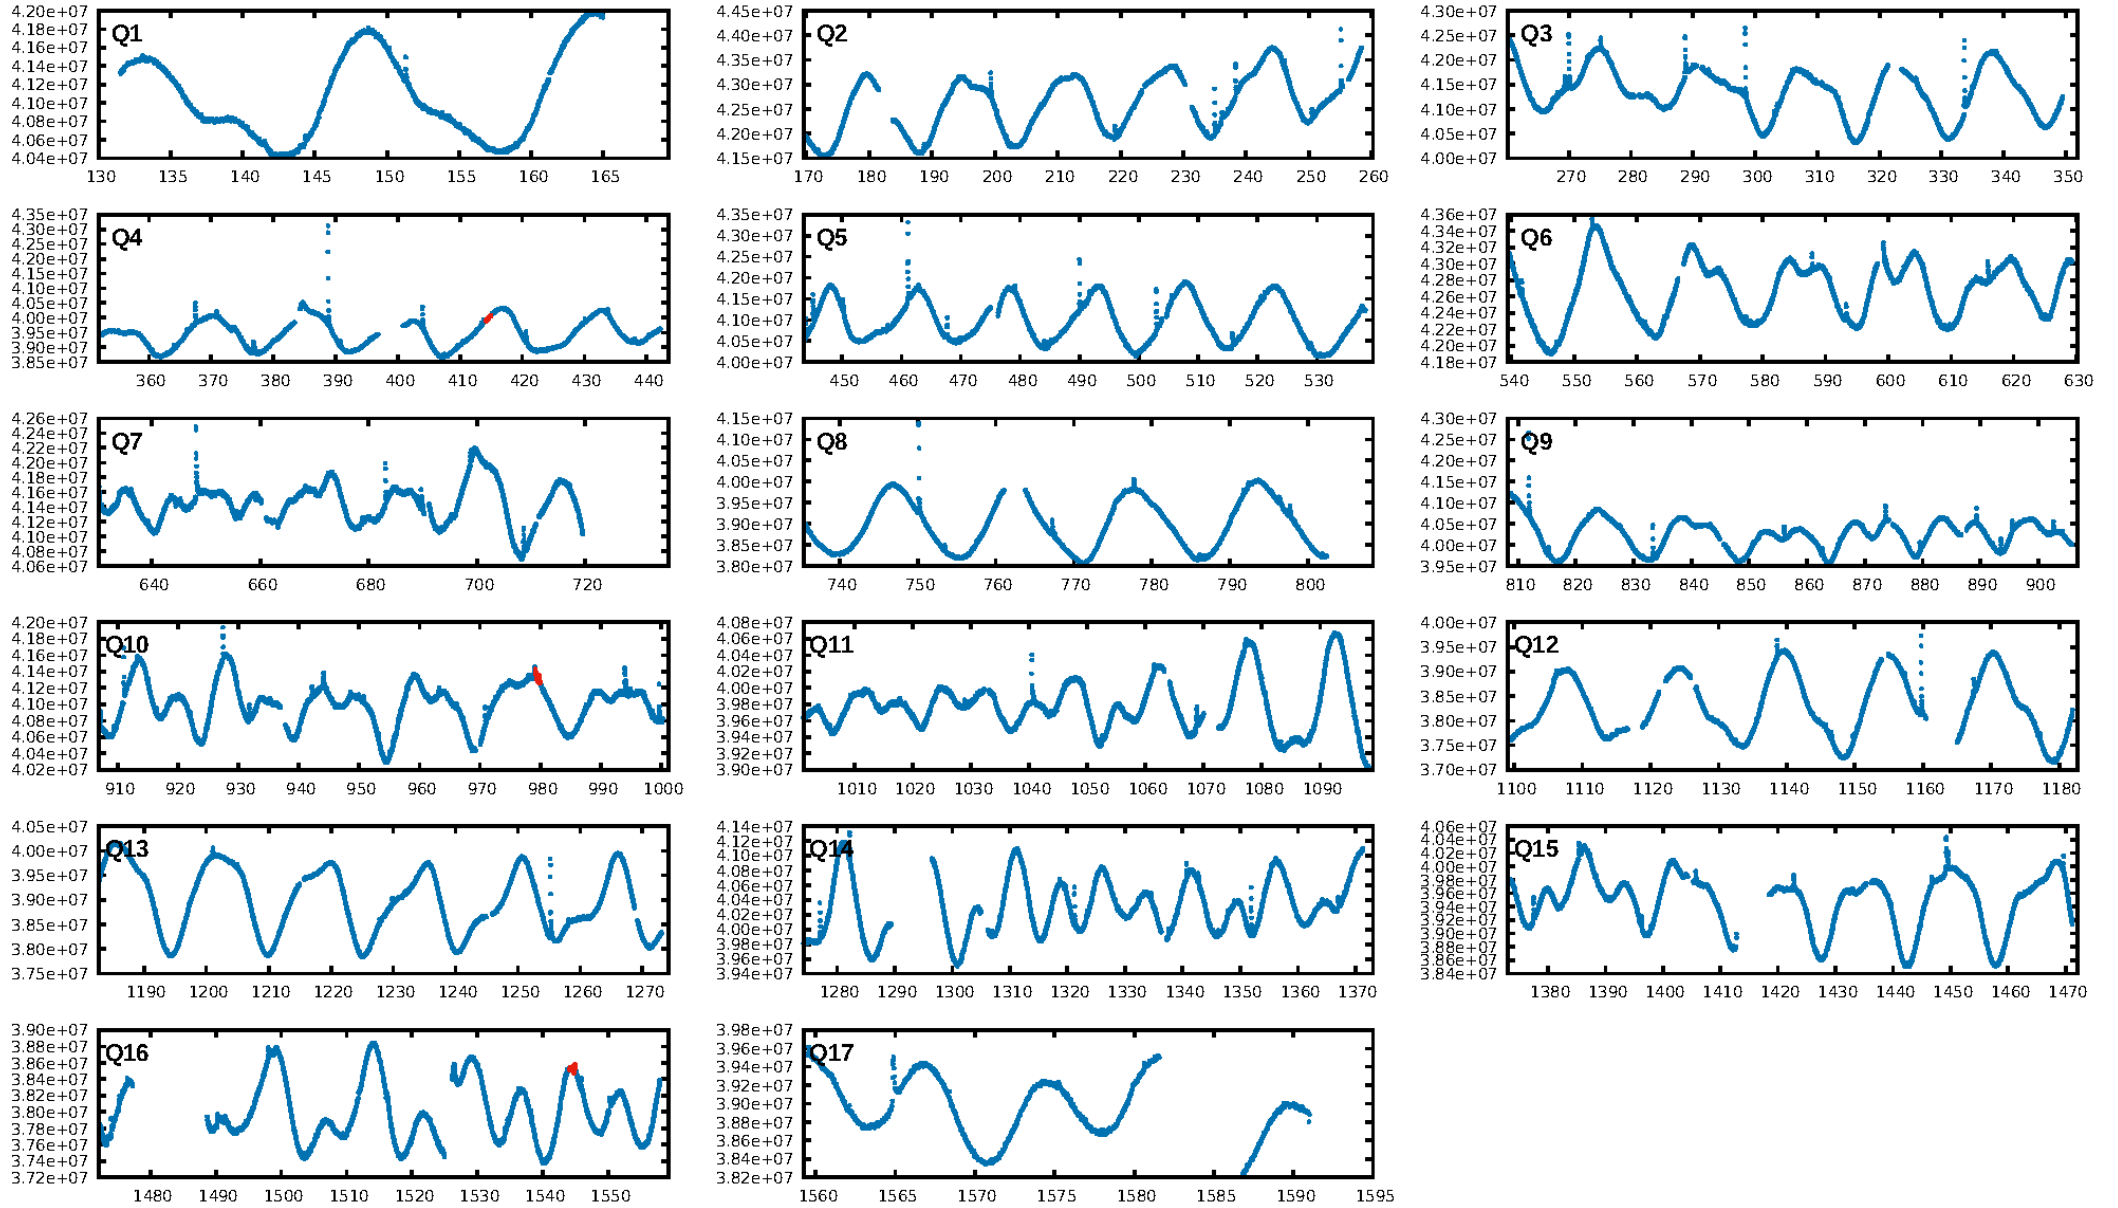 4.20e+07
4.18e+07
4.16e+07
4.14e+07
4.12e+07
4.10e+07
4.08e+07
4.06e+07
4.04e+07
Q1
130 135 140 145 150 155 160 165
4.45e+07
4.40e+07
4.35e+07
4.30e+07
4.25e+07
4.20e+07
4.15e+07
Q2
170 180 190 200 210 220 230 240 250 260
4.30e+07
4.25e+07
4.20e+07
4.15e+07
4.10e+07
4.05e+07
4.00e+07
Q3
270 280 290 300 310 320 330 340 350
4.35e+07
4.30e+07
4.25e+07
4.20e+07
4.15e+07
4.10e+07
4.05e+07
4.00e+07
3.95e+07
3.90e+07
3.85e+07
Q4
360 370 380 390 400 410 420 430 440
4.35e+07
4.30e+07
4.25e+07
4.20e+07
4.15e+07
4.10e+07
4.05e+07
4.00e+07
Q5
450 460 470 480 490 500 510 520 530
4.36e+07
4.32e+07
4.30e+07
4.28e+07
4.26e+07
4.24e+07
4.22e+07
4.20e+07
4.18e+07
Q6
540 550 560 570 580 590 600 610 620 630
4.26e+07
4.24e+07
4.22e+07
4.20e+07
4.18e+07
4.16e+07
4.14e+07
4.12e+07
4.10e+07
4.08e+07
4.06e+07
Q7
640 660 680 700 720
4.15e+07
4.10e+07
4.05e+07
4.00e+07
3.95e+07
3.90e+07
3.85e+07
3.80e+07
Q8
740 750 760 770 780 790 800
4.30e+07
4.25e+07
4.20e+07
4.15e+07
4.10e+07
4.05e+07
4.00e+07
3.95e+07
Q9
810 820 830 840 850 860 870 880 890 900
4.20e+07
4.18e+07
4.16e+07
4.14e+07
4.12e+07
4.10e+07
4.08e+07
4.06e+07
4.04e+07
4.02e+07
Q10
910 920 930 940 950 960 970 980 990 1000
4.08e+07
4.06e+07
4.04e+07
4.02e+07
4.00e+07
3.98e+07
3.96e+07
3.94e+07
3.92e+07
3.90e+07
Q11
1010 1020 1030 1040 1050 1060 1070 1080 1090
4.00e+07
3.95e+07
3.90e+07
3.85e+07
3.80e+07
3.75e+07
3.70e+07
Q12
1100 1110 1120 1130 1140 1150 1160 1170 1180
4.05e+07
4.00e+07
3.95e+07
3.90e+07
3.85e+07
3.80e+07
3.75e+07
Q13
1190 1200 1210 1220 1230 1240 1250 1260 1270
4.14e+07
4.12e+07
4.10e+07
4.08e+07
4.06e+07
4.04e+07
4.02e+07
4.00e+07
3.98e+07
3.96e+07
3.94e+07
Q14
1280 1290 1300 1310 1320 1330 1340 1350 1360 1370
4.06e+07
4.04e+07
4.02e+07
4.00e+07
3.98e+07
3.96e+07
3.94e+07
3.92e+07
3.90e+07
3.88e+07
3.86e+07
3.84e+07
Q15
1380 1390 1400 1410 1420 1430 1440 1450 1460 1470
3.90e+07
3.88e+07
3.86e+07
3.84e+07
3.82e+07
3.80e+07
3.78e+07
3.76e+07
3.74e+07
3.72e+07
Q16
1480 1490 1500 1510 1520 1530 1540 1550
3.98e+07
3.96e+07
3.94e+07
3.92e+07
3.90e+07
3.88e+07
3.86e+07
3.84e+07
3.82e+07
Q17
1560 1565 1570 1575 1580 1585 1590 1595